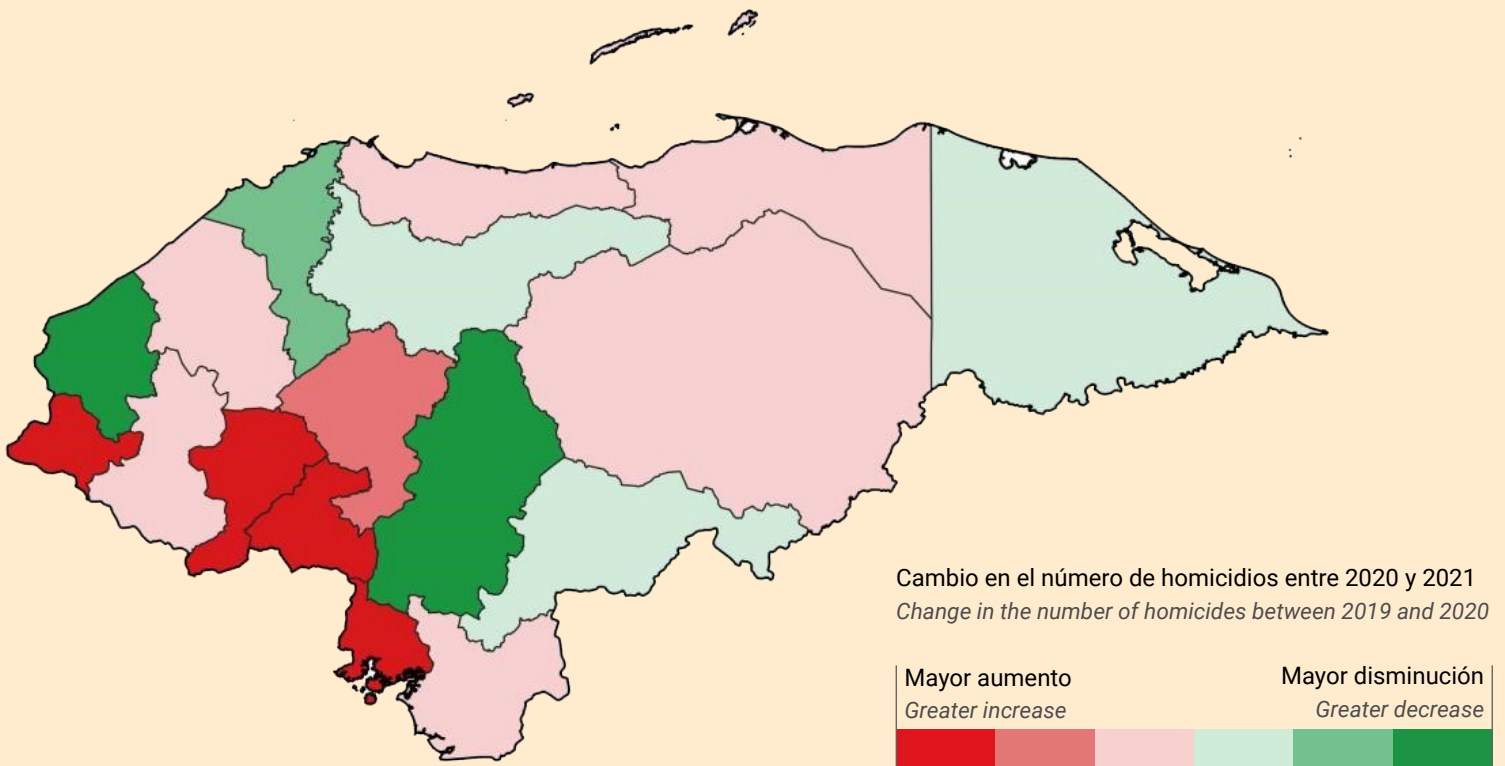 Cambio en el número de homicidios entre 2020 y 2021
Change in the number of homicides between 2019 and 2020
Mayor aumento
Greater increase
Mayor disminución
Greater decrease